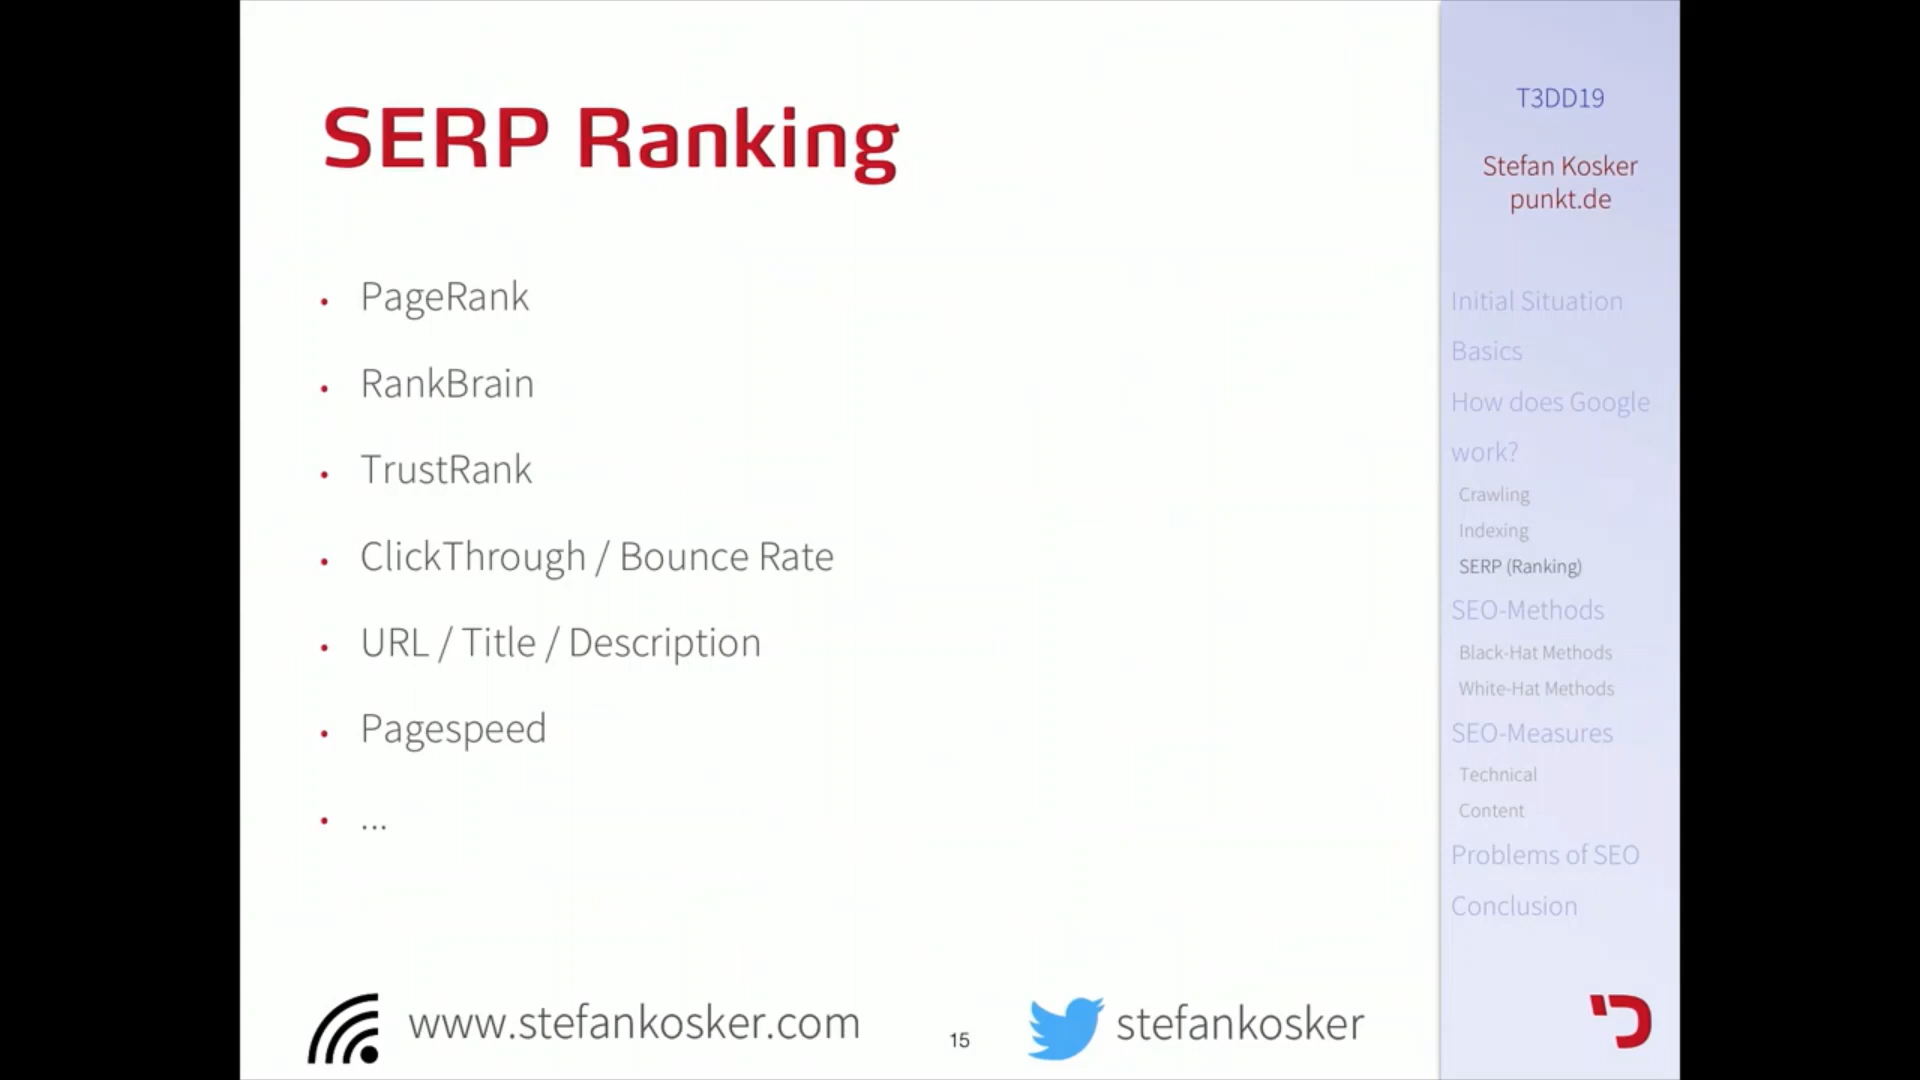 SERP Ranking
• PageRank
• RankBrain
• TrustRank
• ClickThrough / Bounce Rate
• URL / Title / Description
• Pagespeed
• ...
www.stefankosker.com
15
stefankosker
T3DD19
Stefan Kosker
punkt.de
Initial Situation
Basics
How does Google
work?
Crawling
Indexing
SERP (Ranking)
SEO-Methods
Black-Hat Methods
White-Hat Methods
SEO-Measures
Technical
Content
Problems of SEO
Conclusion